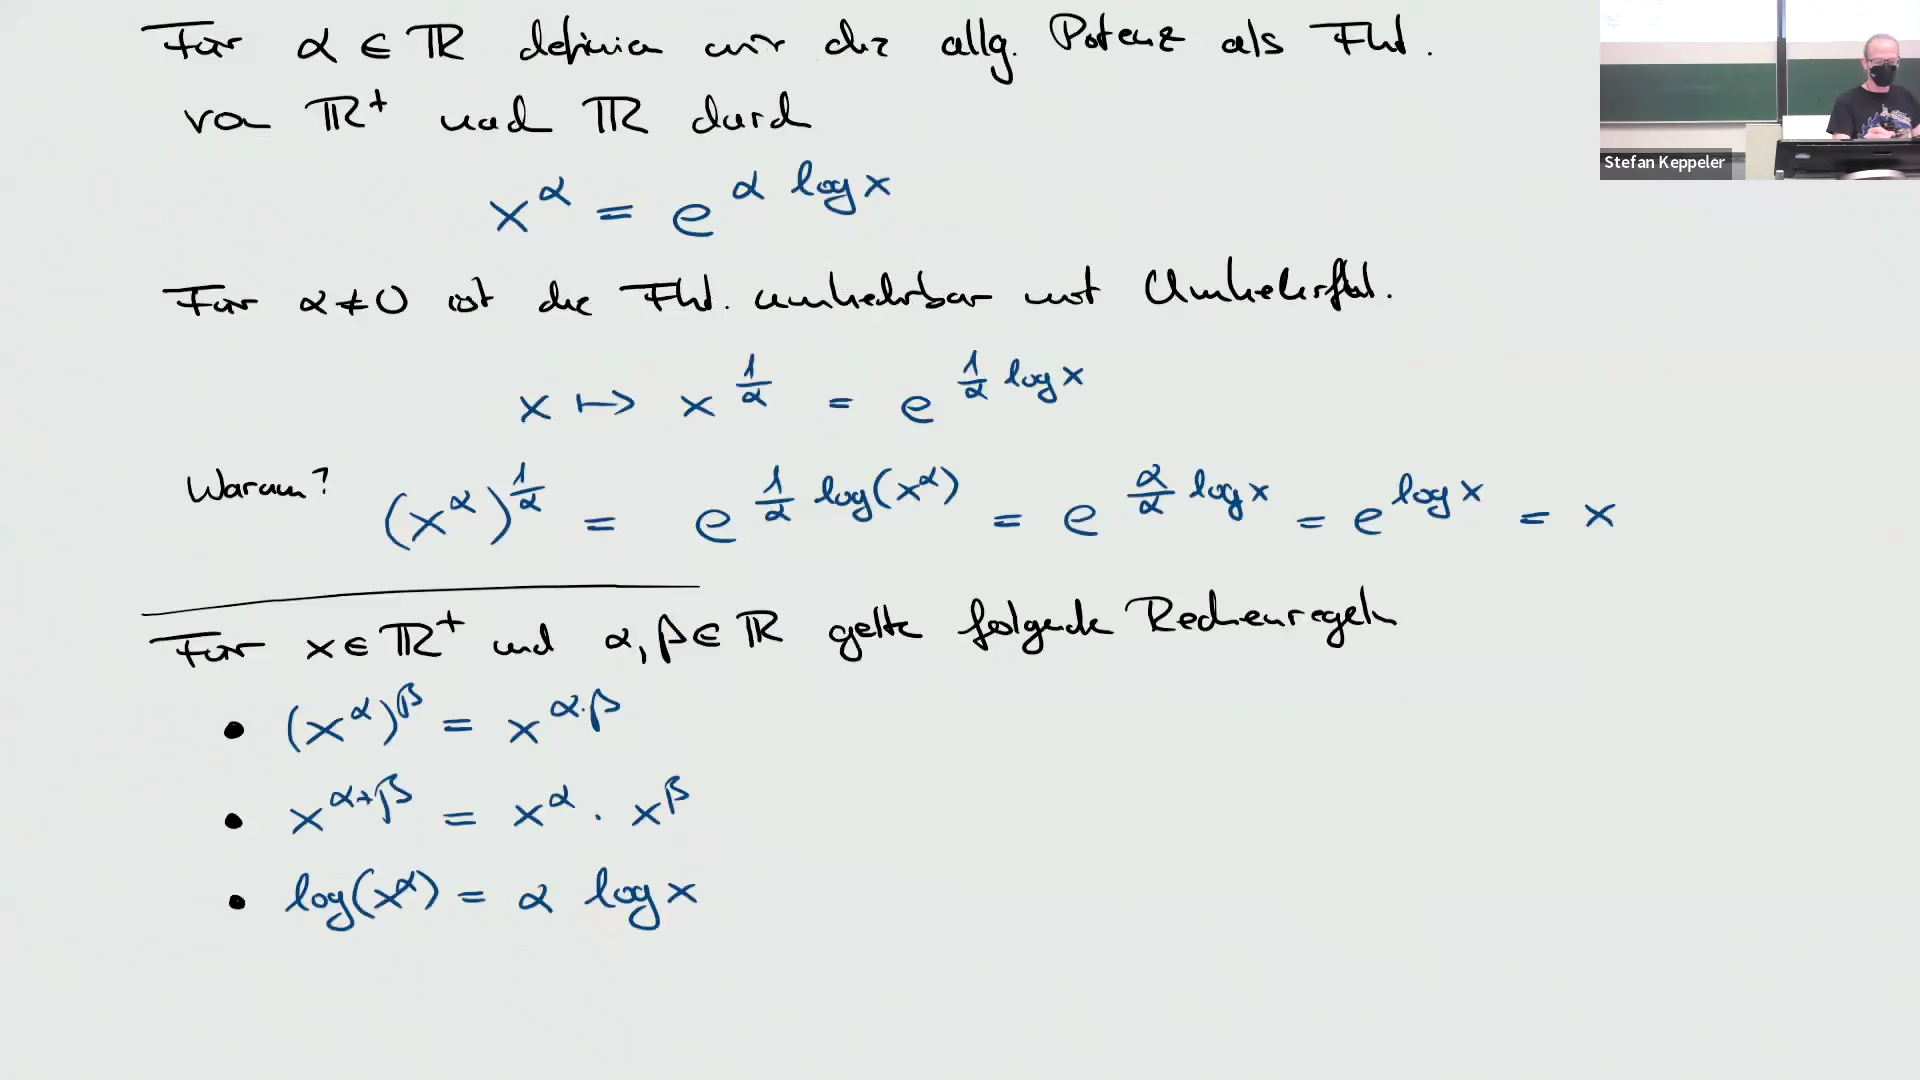 Für α ∈ ℝ definieren wir die allg. Potenz als Fkt.
von ℝ⁺ nach ℝ durch
x^α = e^{α log x}
Für α ≠ 0 ist die Fkt. umkehrbar mit Umkehrfkt.
x ↦ x^{1/α} = e^{1/α log x}
Warum? (x^α)^{1/α} = e^{1/α log(x^α)} = e^{α/α log x} = e^{log x} = x
Für x ∈ ℝ⁺ und α, β ∈ ℝ gelten folgende Rechenregeln
• (x^α)^β = x^{α·β}
• x^{α+β} = x^α · x^β
• log(x^α) = α log x
Stefan Keppeler